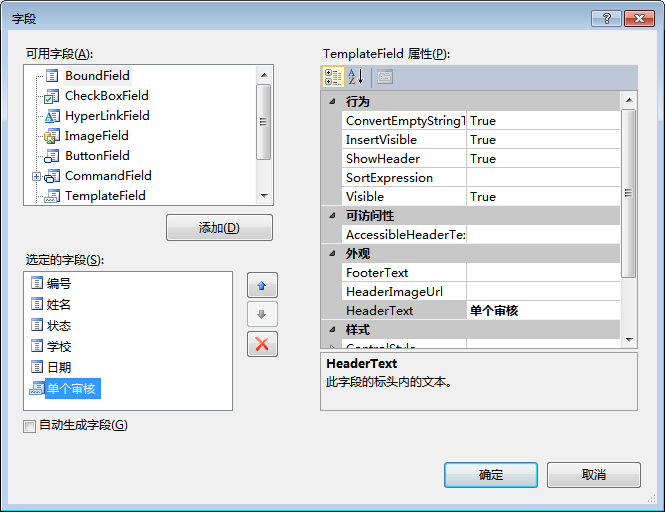 字段
可用字段(A):
BoundField
CheckBoxField
HyperLinkField
ImageField
ButtonField
CommandField
TemplateField
添加(D)
选定的字段(S):
编号
姓名
状态
学校
日期
单个审核
自动生成字段(G)
TemplateField 属性(P):
行为
ConvertEmptyStringT True
InsertVisible True
ShowHeader True
SortExpression
Visible True
可访问性
AccessibleHeaderTe
外观
FooterText
HeaderImageUrl
HeaderText 单个审核
样式
ControlStyle
HeaderText
此字段的标头内的文本。
确定
取消